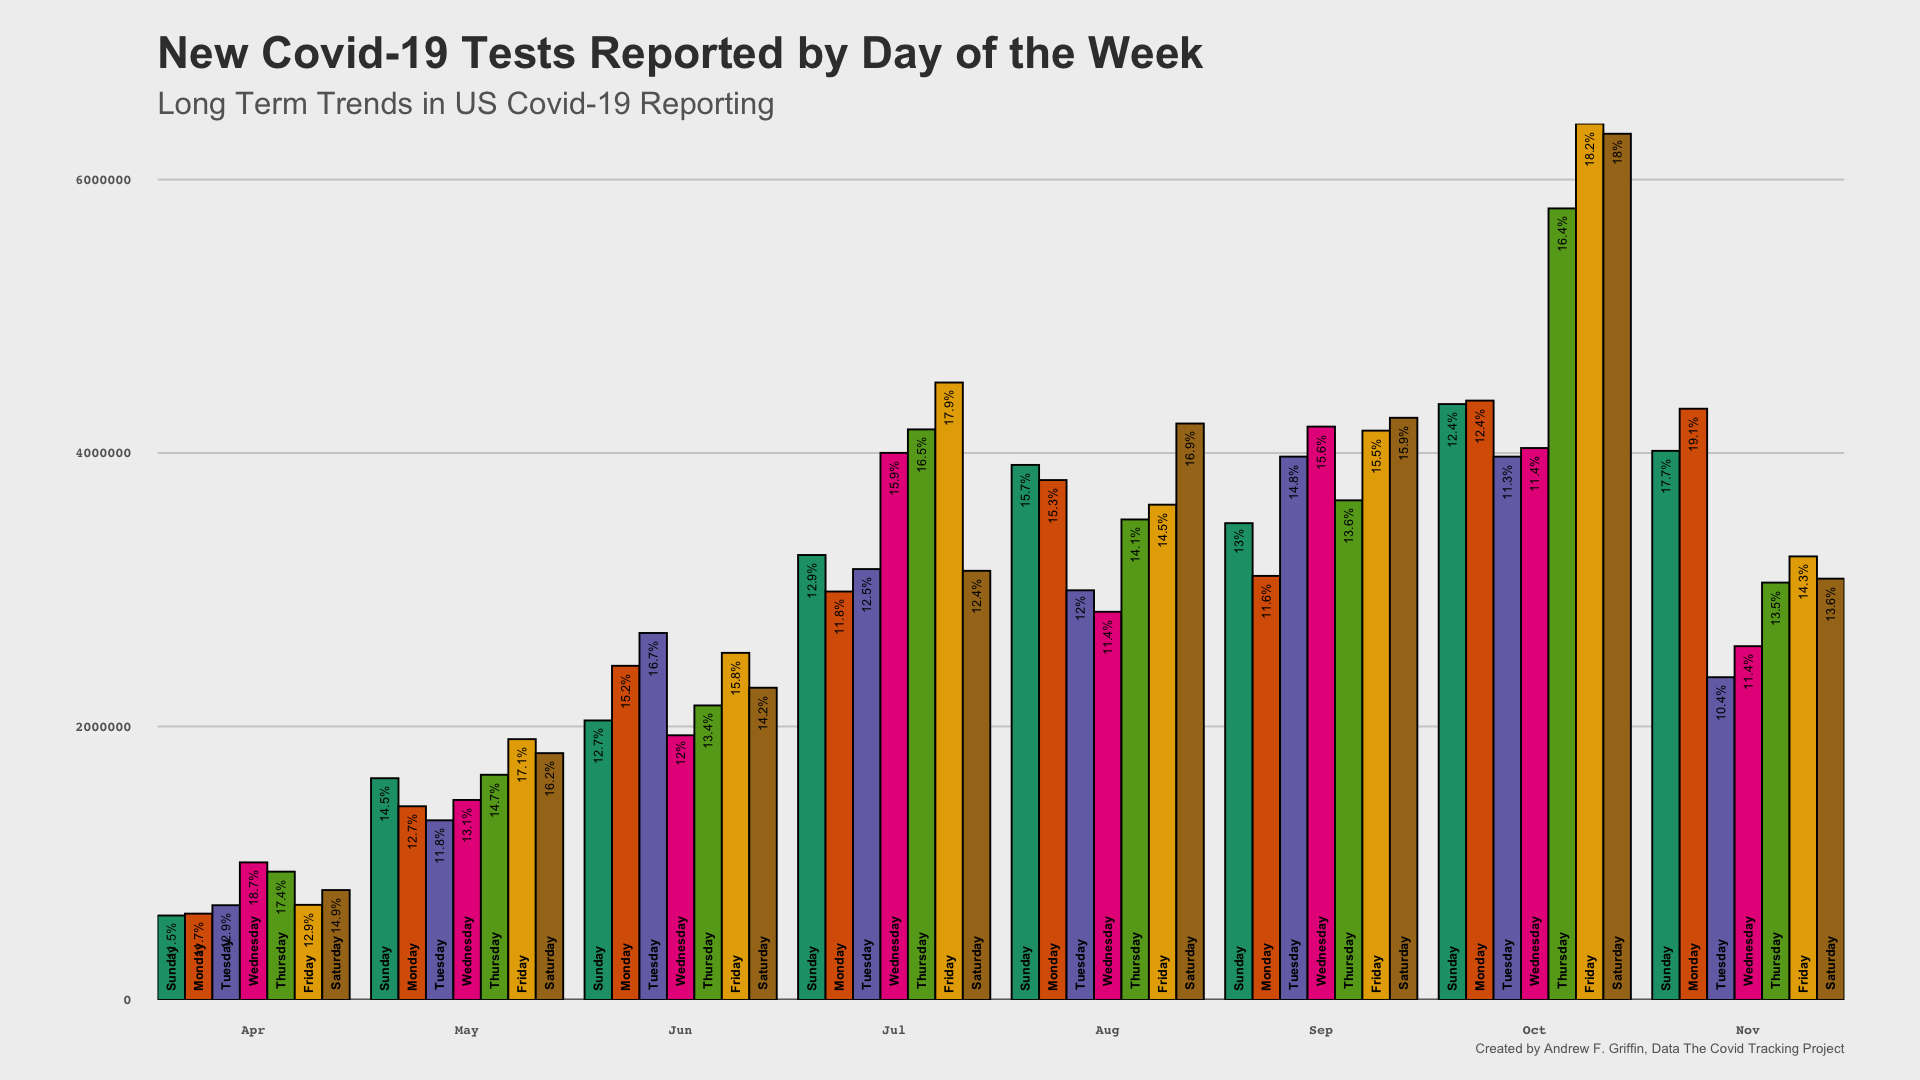 New Covid-19 Tests Reported by Day of the Week
Long Term Trends in US Covid-19 Reporting
6000000
4000000
2000000
0
18.7%
17.4%
12.9%
12.9%
14.9%
Sunday
Monday
Tuesday
Wednesday
Thursday
Friday
Saturday
14.5%
12.7%
11.8%
13.1%
14.7%
17.1%
16.2%
Sunday
Monday
Tuesday
Wednesday
Thursday
Friday
Saturday
12.7%
15.2%
16.7%
12%
13.4%
15.8%
14.2%
Sunday
Monday
Tuesday
Wednesday
Thursday
Friday
Saturday
12.9%
11.8%
12.5%
15.9%
16.5%
17.9%
12.4%
Sunday
Monday
Tuesday
Wednesday
Thursday
Friday
Saturday
15.7%
15.3%
12%
11.4%
14.1%
14.5%
16.9%
Sunday
Monday
Tuesday
Wednesday
Thursday
Friday
Saturday
13%
11.6%
14.8%
15.6%
13.6%
15.5%
15.9%
Sunday
Monday
Tuesday
Wednesday
Thursday
Friday
Saturday
12.4%
12.4%
11.3%
11.4%
16.4%
18.2%
18%
Sunday
Monday
Tuesday
Wednesday
Thursday
Friday
Saturday
17.7%
19.1%
10.4%
11.4%
13.5%
14.3%
13.6%
Sunday
Monday
Tuesday
Wednesday
Thursday
Friday
Saturday
Apr
May
Jun
Jul
Aug
Sep
Oct
Nov
Created by Andrew F. Griffin, Data The Covid Tracking Project